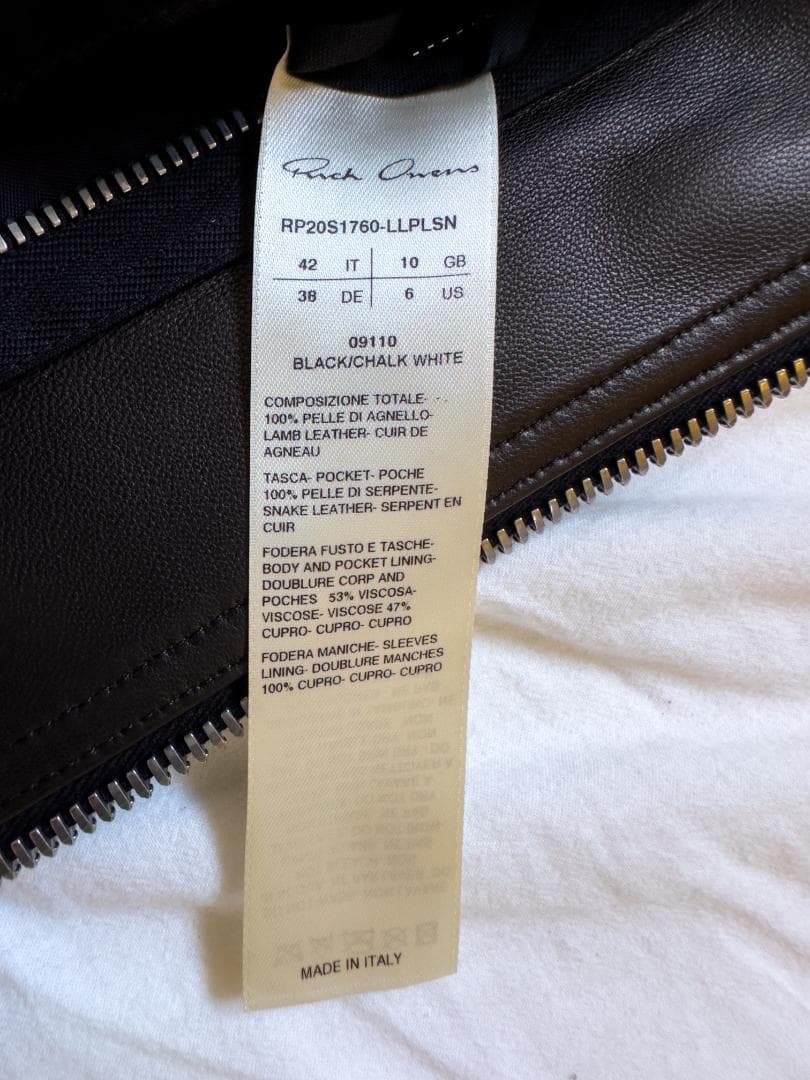 Rick Owens
RP20S1760-LLPLSN
42 IT 10 GB
38 DE 6 US
09110
BLACK/CHALK WHITE
COMPOSIZIONE TOTALE-
100% PELLE DI AGNELLO-
LAMB LEATHER- CUIR DE
AGNEAU
TASCA- POCKET- POCHE
100% PELLE DI SERPENTE-
SNAKE LEATHER- SERPENT EN
CUIR
FODERA FUSTO E TASCHE-
BODY AND POCKET LINING-
DOUBLURE CORP AND
POCHES 53% VISCOSA-
VISCOSE- VISCOSE 47%
CUPRO- CUPRO- CUPRO
FODERA MANICHE- SLEEVES
LINING- DOUBLURE MANCHES
100% CUPRO- CUPRO- CUPRO
MADE IN ITALY